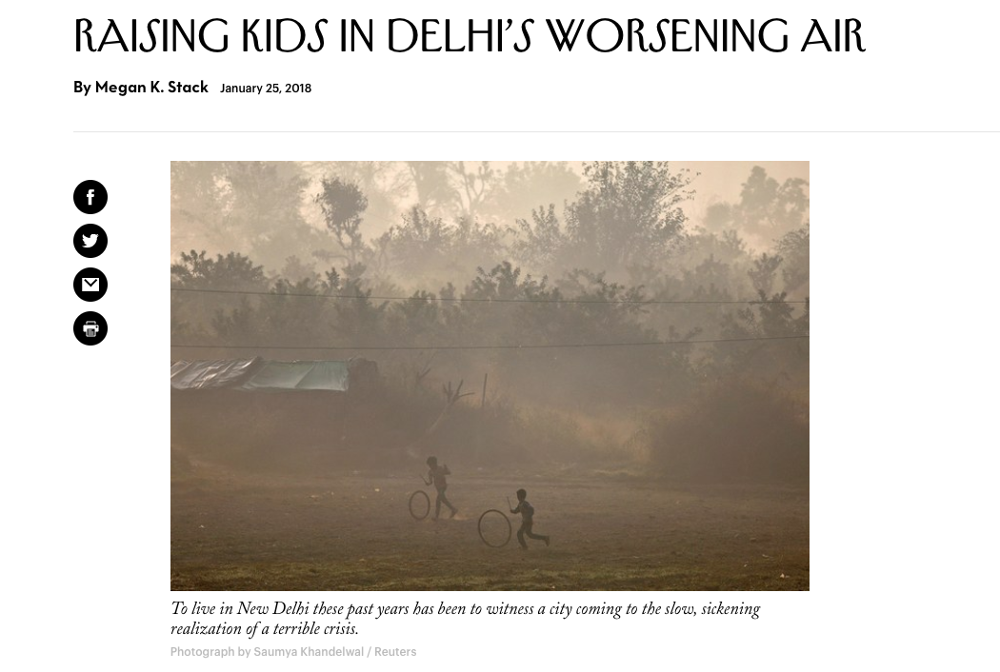 RAISING KIDS IN DELHI’S WORSENING AIR
By Megan K. Stack January 25, 2018
To live in New Delhi these past years has been to witness a city coming to the slow, sickening
realization of a terrible crisis.
Photograph by Saumya Khandelwal / Reuters